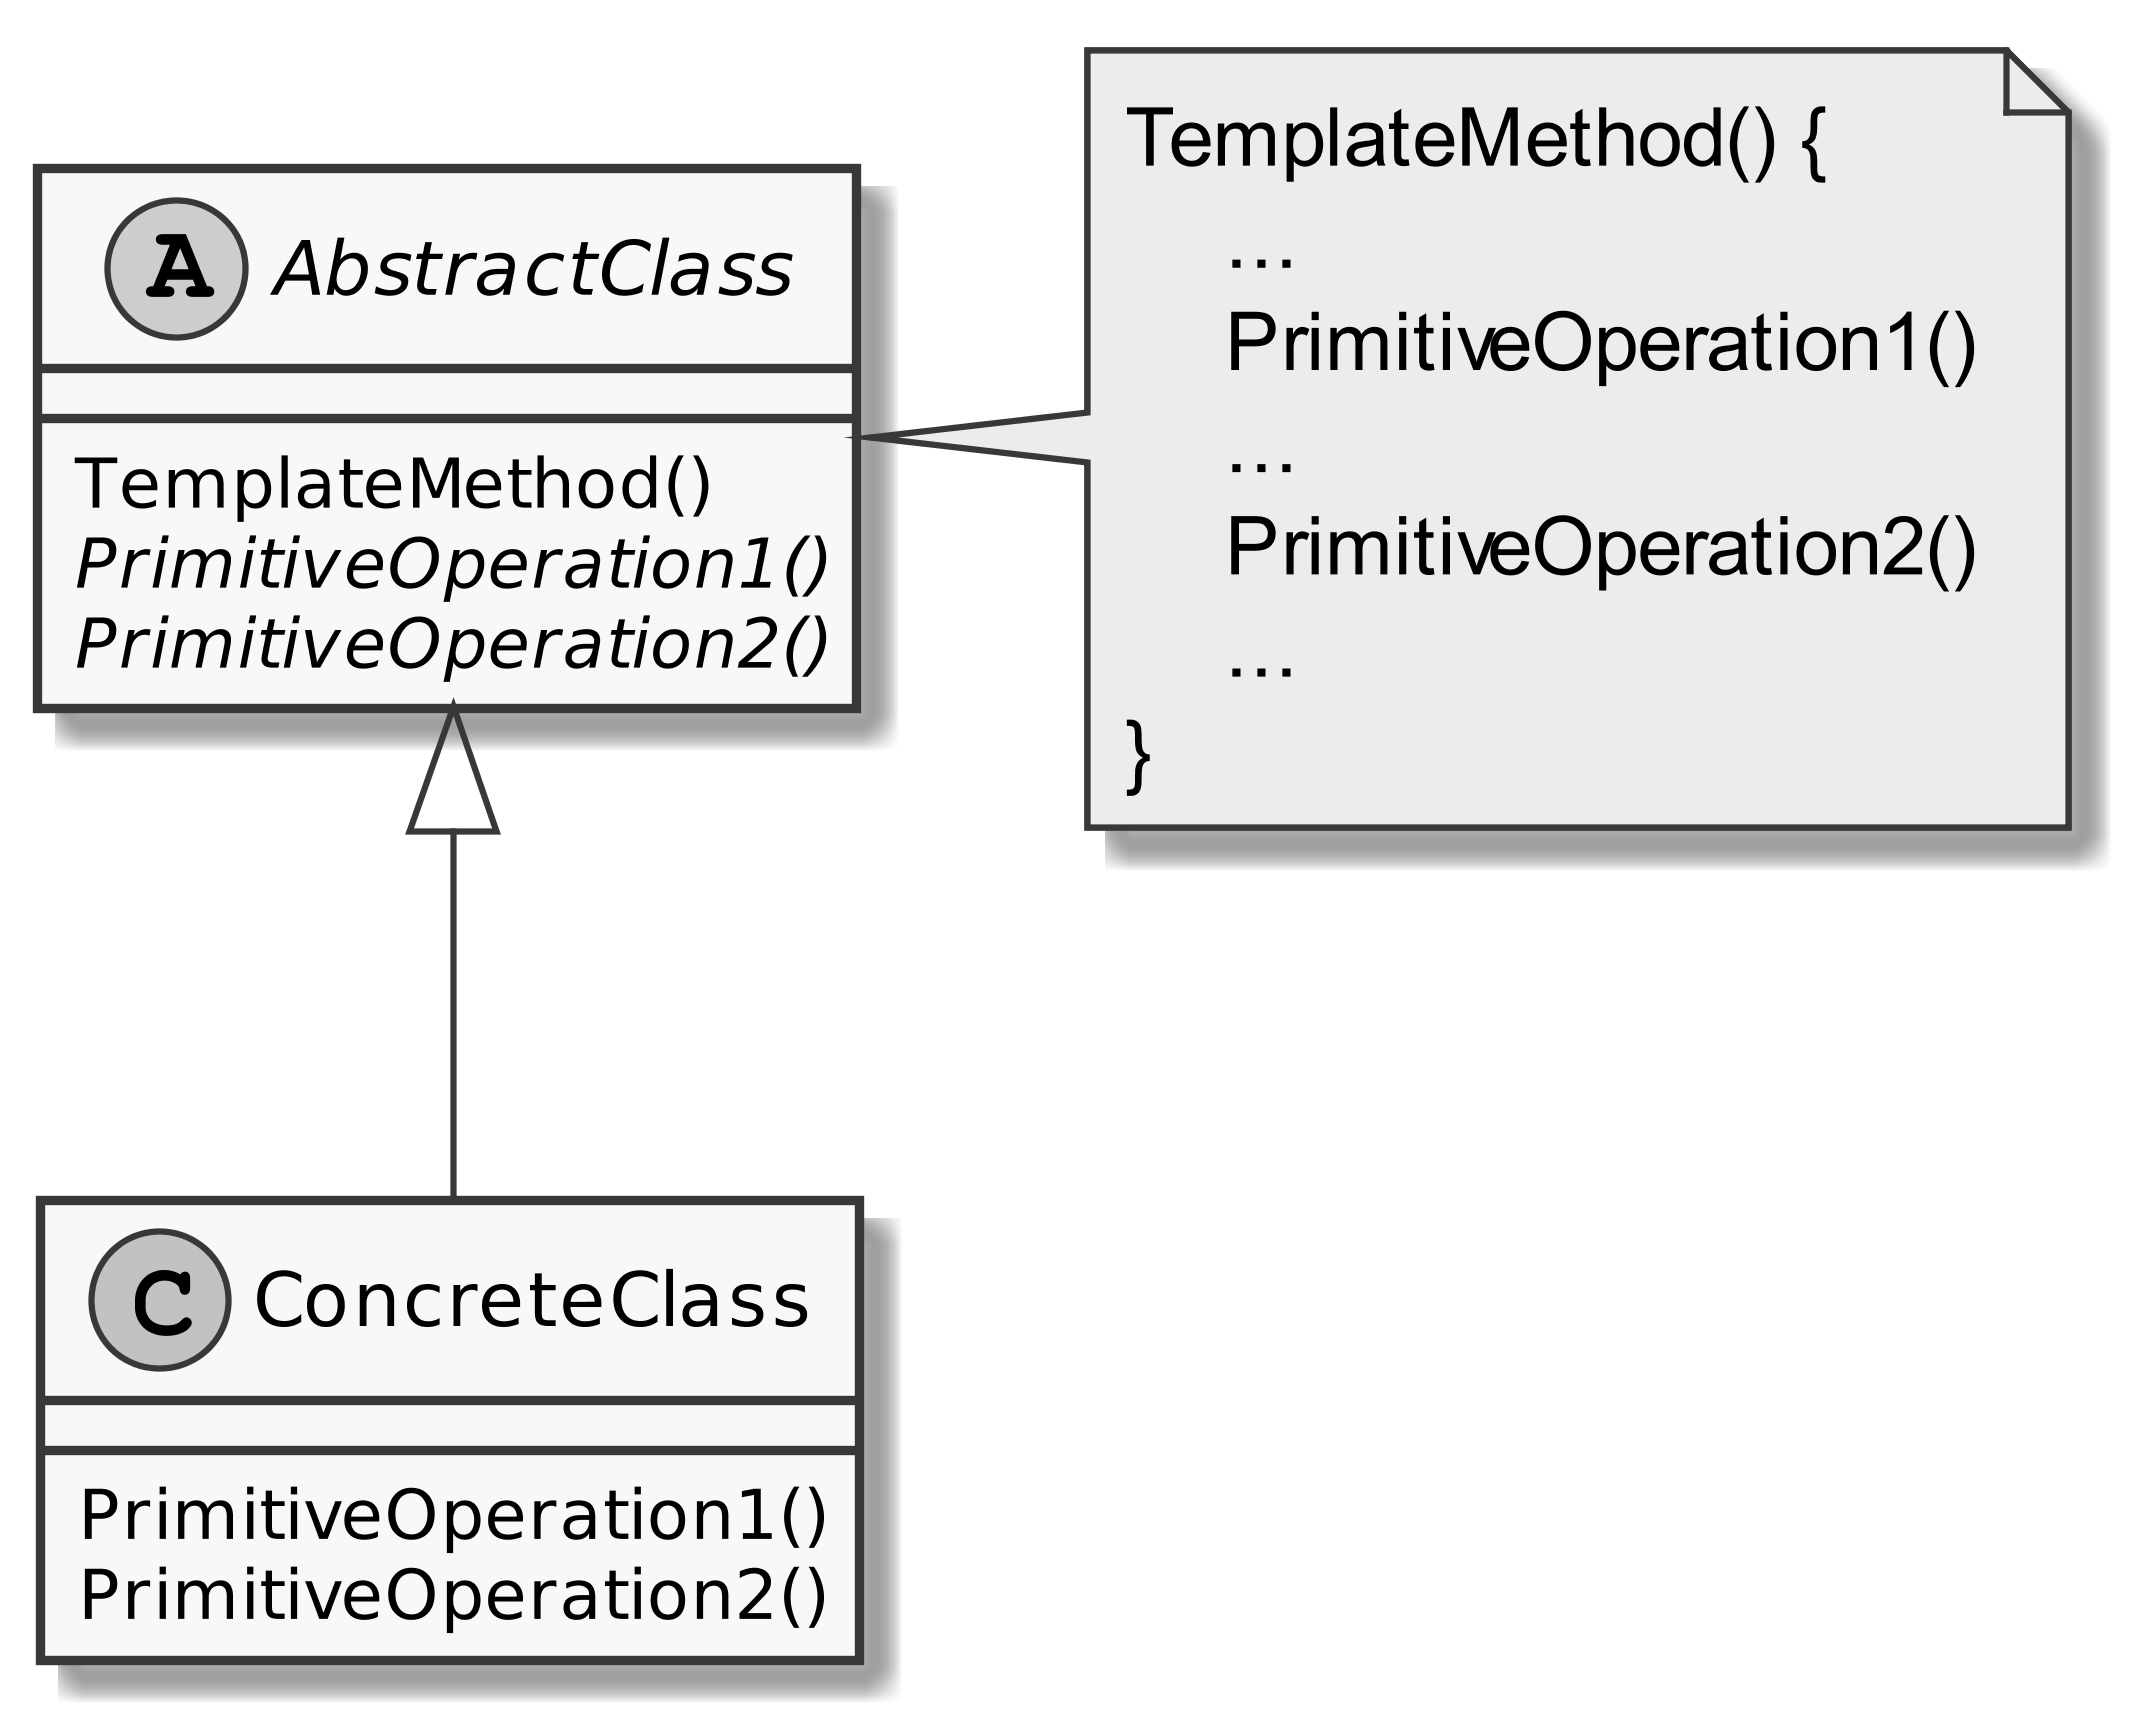 A AbstractClass
TemplateMethod()
PrimitiveOperation1()
PrimitiveOperation2()
TemplateMethod() {
...
PrimitiveOperation1()
...
PrimitiveOperation2()
...
}
C ConcreteClass
PrimitiveOperation1()
PrimitiveOperation2()